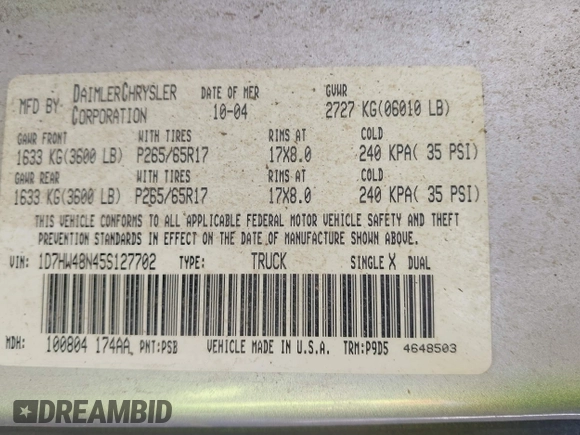 MFD BY DAIMLERCHRYSLER CORPORATION DATE OF MFR 10-04 GVWR 2727 KG(06010 LB)
GAWR FRONT WITH TIRES RIMS AT COLD
1633 KG(3600 LB) P265/65R17 17X8.0 240 KPA( 35 PSI)
GAWR REAR WITH TIRES RIMS AT COLD
1633 KG(3600 LB) P265/65R17 17X8.0 240 KPA( 35 PSI)
THIS VEHICLE CONFORMS TO ALL APPLICABLE FEDERAL MOTOR VEHICLE SAFETY AND THEFT
PREVENTION STANDARDS IN EFFECT ON THE DATE OF MANUFACTURE SHOWN ABOVE.
VIN: 1D7HW48N45S127702 TYPE: TRUCK SINGLE X DUAL
MDH: 100804 174AA PNT:PSB VEHICLE MADE IN U.S.A. TRM:P9D5 4648503
DREAMBID